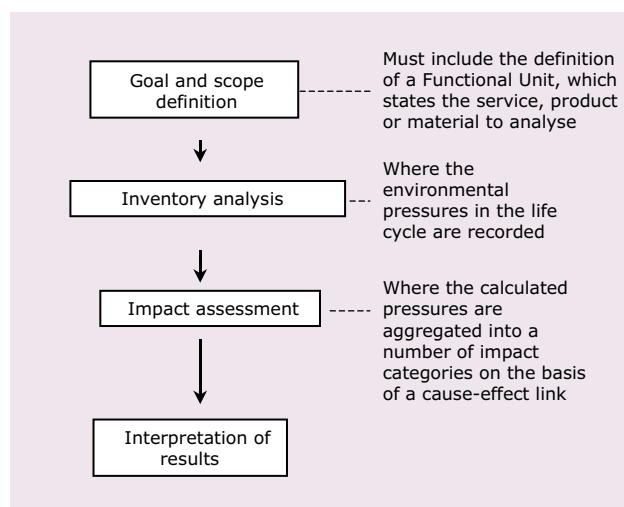 Goal and scope
definition
Must include the definition
of a Functional Unit, which
states the service, product
or material to analyse
Inventory analysis
Where the
environmental
pressures in the life
cycle are recorded
Impact assessment
Where the calculated
pressures are
aggregated into a
number of impact
categories on the basis
of a cause-effect link
Interpretation of
results